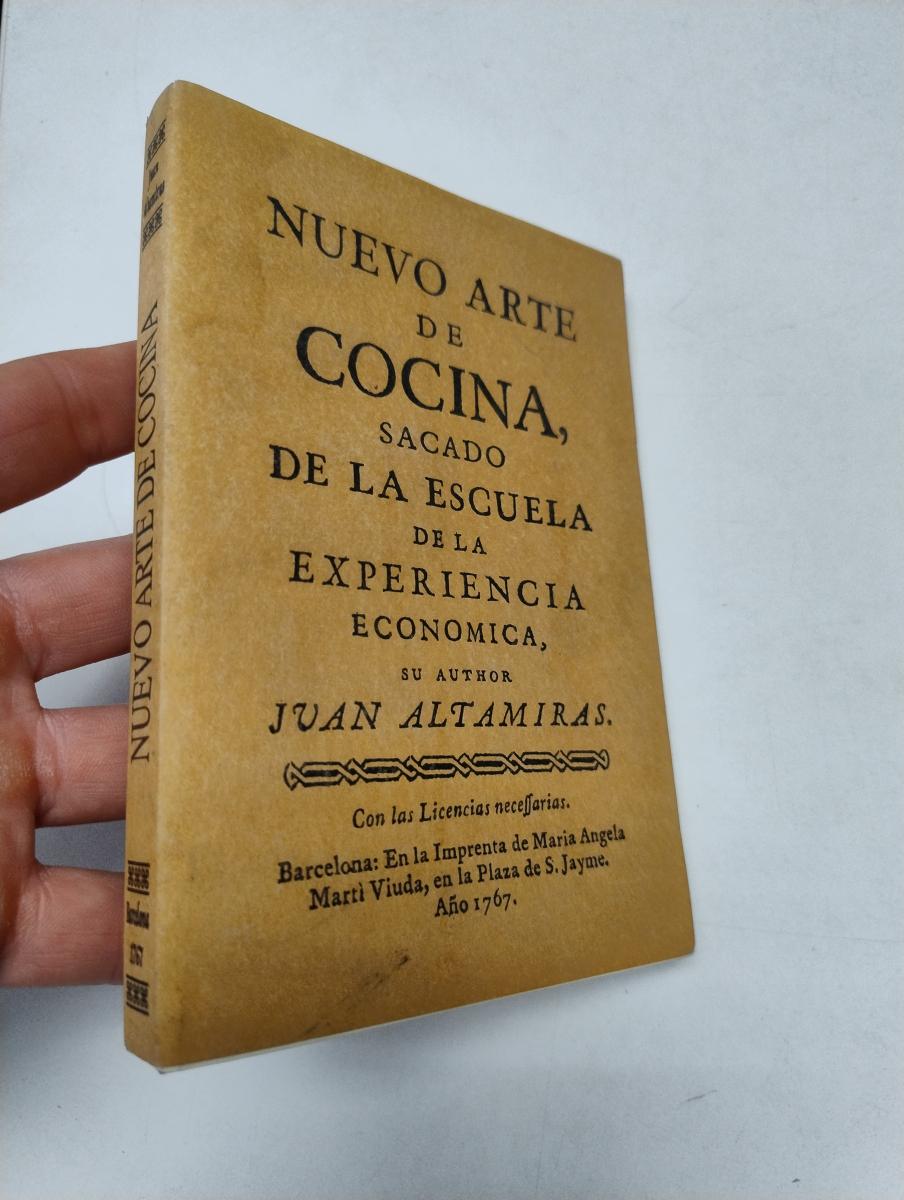 NUEVO ARTE
DE
COCINA,
SACADO
DE LA ESCUELA
DE LA
EXPERIENCIA
ECONOMICA,
SU AUTHOR
JUAN ALTAMIRAS.
Con las Licencias neceſſarias.
Barcelona: En la Imprenta de Maria Angela
Martì Viuda, en la Plaza de S. Jayme.
Año 1767.
Juan
Altamiras
NUEVO ARTE DE COCINA
Barcelona
1767